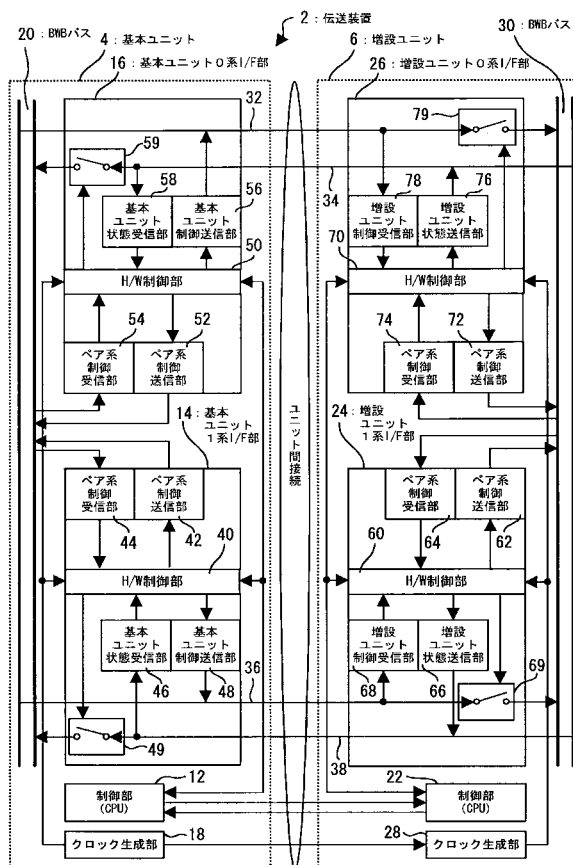 2：伝送装置
20：BWBバス
4：基本ユニット
6：増設ユニット
30：BWBバス
16：基本ユニット0系I/F部
26：増設ユニット0系I/F部
32
79
59
34
58
56
78
76
基本
ユニット
状態受信部
基本
ユニット
制御送信部
増設
ユニット
制御受信部
増設
ユニット
状態送信部
50
70
H/W制御部
H/W制御部
54
52
74
72
ペア系
制御
受信部
ペア系
制御
送信部
ペア系
制御
受信部
ペア系
制御
送信部
ユニット間接続
14：基本
ユニット
1系I/F部
24：増設
ユニット
1系I/F部
ペア系
制御
受信部
ペア系
制御
送信部
ペア系
制御
受信部
ペア系
制御
送信部
44
42
64
62
40
60
H/W制御部
H/W制御部
基本
ユニット
状態受信部
基本
ユニット
制御送信部
増設
ユニット
制御受信部
増設
ユニット
状態送信部
46
48
36
68
66
69
49
38
12
22
制御部
(CPU)
制御部
(CPU)
18
28
クロック生成部
クロック生成部